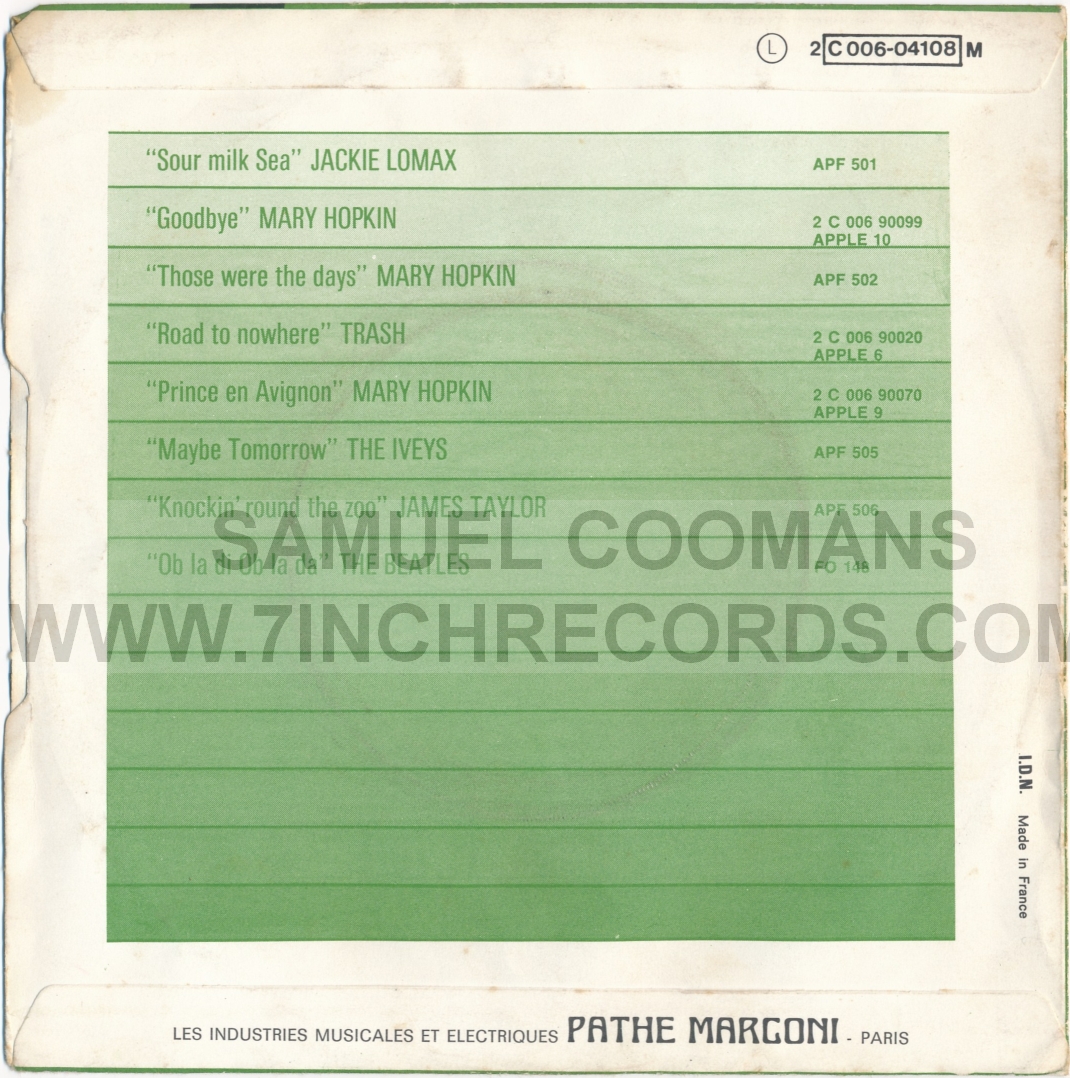 Ⓛ 2 C 006-04108 M
“Sour milk Sea” JACKIE LOMAX APF 501
“Goodbye” MARY HOPKIN 2 C 006 90099
APPLE 10
“Those were the days” MARY HOPKIN APF 502
“Road to nowhere” TRASH 2 C 006 90020
APPLE 6
“Prince en Avignon” MARY HOPKIN 2 C 006 90070
APPLE 9
“Maybe Tomorrow” THE IVEYS APF 505
“Knockin’ round the zoo” JAMES TAYLOR APF 506
SAMUEL COOMANS
“Ob la di Ob la da” THE BEATLES FO 148
WWW.7INCHRECORDS.COM
I.D.N. Made in France
LES INDUSTRIES MUSICALES ET ELECTRIQUES PATHE MARCONI - PARIS